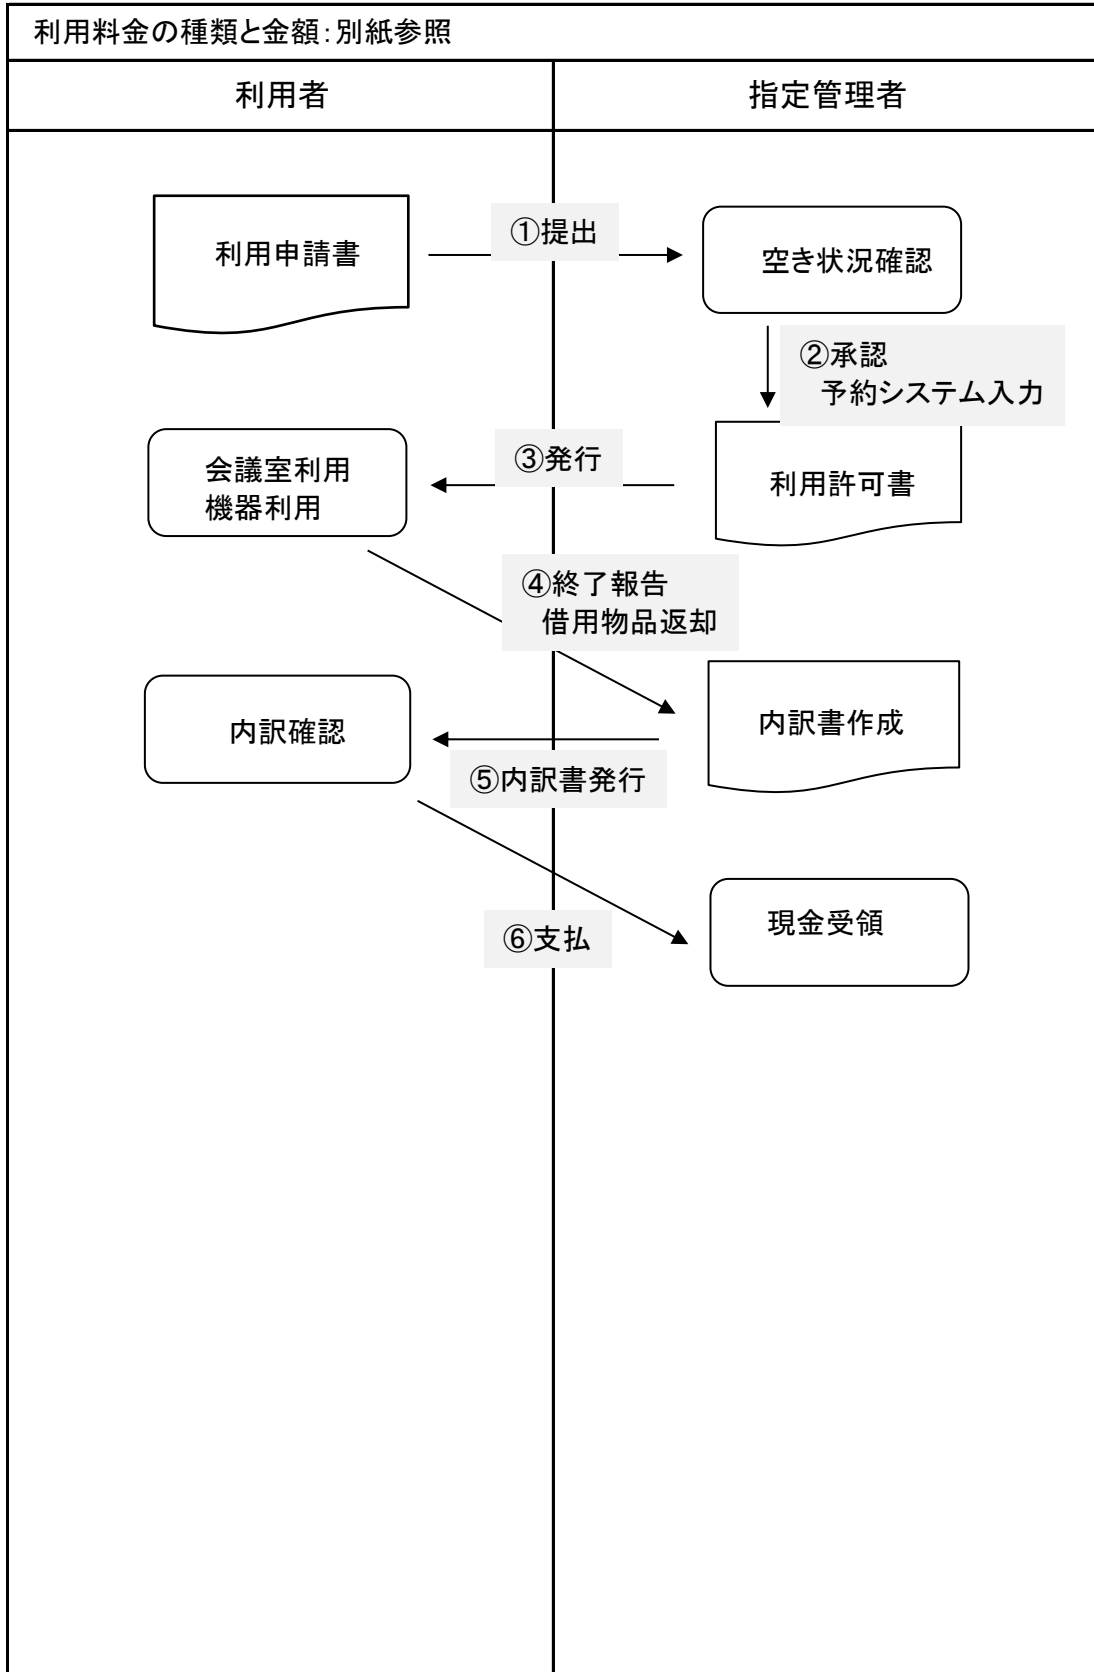 利用料金の種類と金額：別紙参照
利用者
指定管理者
利用申請書
①提出
空き状況確認
②承認
予約システム入力
会議室利用
機器利用
③発行
利用許可書
④終了報告
借用物品返却
内訳確認
内訳書作成
⑤内訳書発行
⑥支払
現金受領